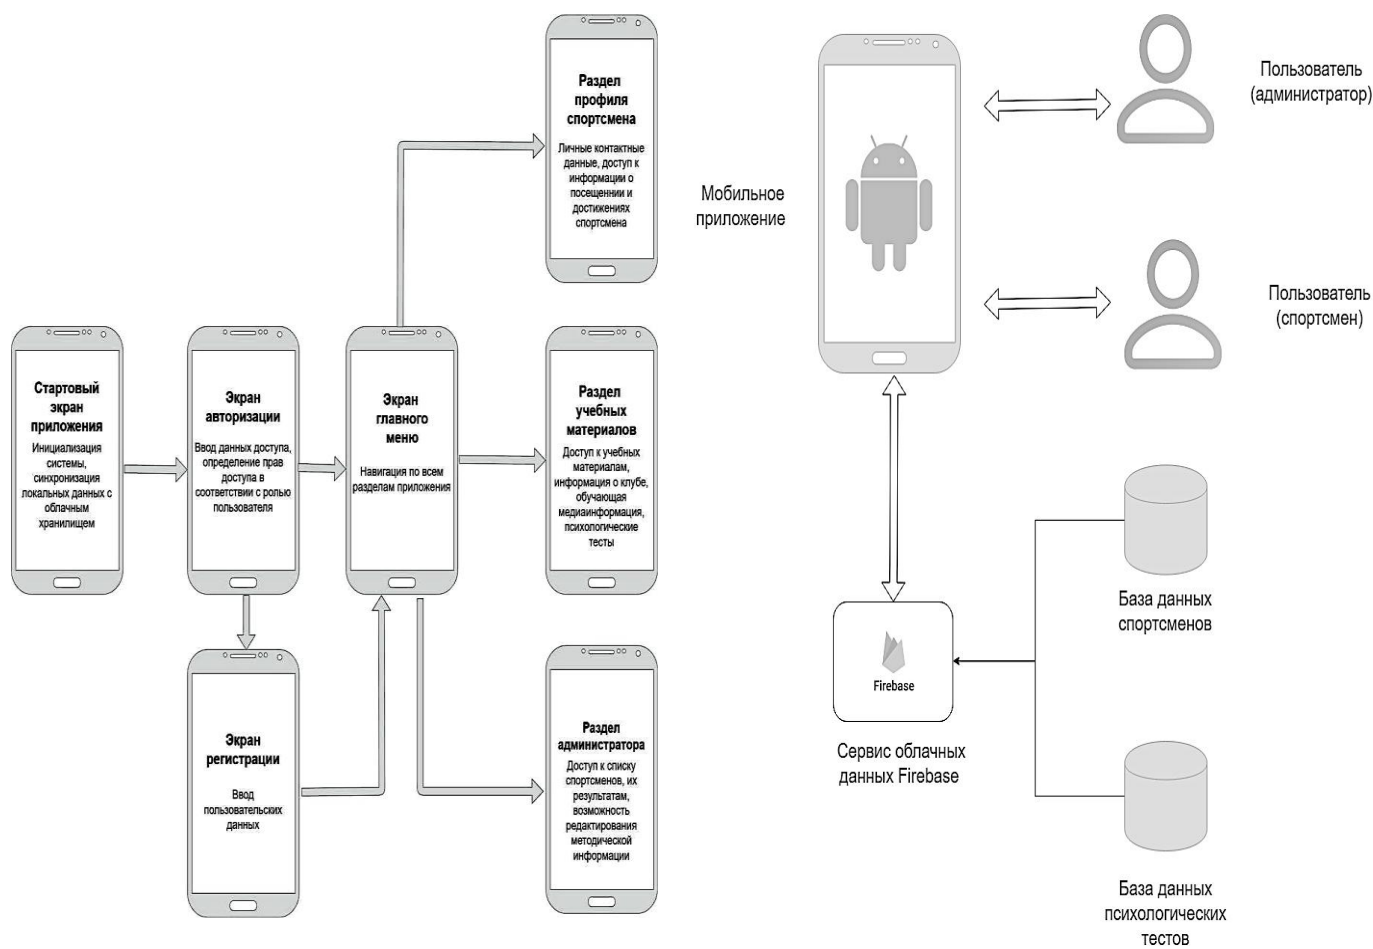 Раздел
профиля
спортсмена
Личные контактные
данные, доступ к
информации о
посещеннии и
достижениях
спортсмена
Стартовый
экран
приложения
Инициализация
системы,
синхронизация
локальных данных с
облачным
хранилищем
Экран
авторизации
Ввод данных доступа,
определение прав
доступа в
соответствии с ролью
пользователя
Экран
главного
меню
Навигация по всем
разделам приложения
Раздел
учебных
материалов
Доступ к учебных
материалам,
информация о клубе,
обучающая
медиаинформация,
психологические
тесты
Экран
регистрации
Ввод
пользовательских
данных
Раздел
администратора
Доступ к списку
спортсменов, их
результатам,
возможность
редактирования
методической
информации
Мобильное
приложение
Пользователь
(администратор)
Пользователь
(спортсмен)
Firebase
Сервис облачных
данных Firebase
База данных
спортсменов
База данных
психологических
тестов